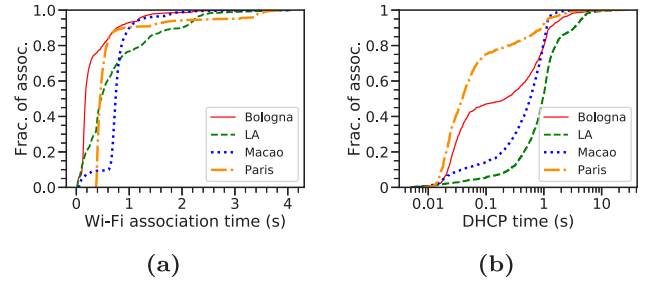 1.0
0.8
0.6
0.4
0.2
0.0
Frac. of assoc.
0 1 2 3 4
Wi-Fi association time (s)
Bologna
LA
Macao
Paris
(a)
1.0
0.8
0.6
0.4
0.2
0.0
Frac. of assoc.
0.01 0.1 1 10
DHCP time (s)
Bologna
LA
Macao
Paris
(b)